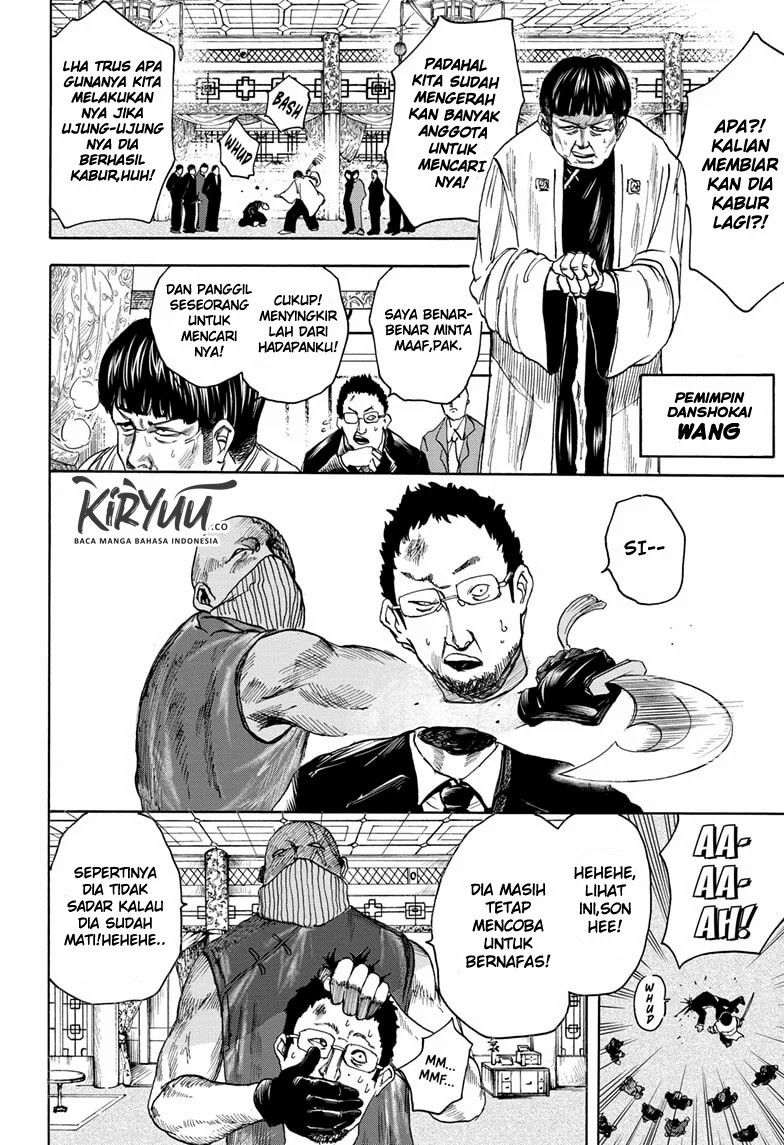 APA?!
KALIAN
MEMBIAR
KAN DIA
KABUR
LAGI?!
PADAHAL
KITA SUDAH
MENGERAH
KAN BANYAK
ANGGOTA
UNTUK
MENCARI
NYA!
BASH
WHUD
LHA TRUS APA
GUNANYA KITA
MELAKUKAN
NYA JIKA
UJUNG-UJUNG
NYA DIA
BERHASIL
KABUR,HUH!
PEMIMPIN
DANSHOKAI
WANG
SAYA BENAR-
BENAR MINTA
MAAF,PAK.
CUKUP!
MENYINGKIR
LAH DARI
HADAPANKU!
DAN PANGGIL
SESEORANG
UNTUK
MENCARI
NYA!
KIRYUU
.CO
BACA MANGA BAHASA INDONESIA
SI--
AA-
AA-
AH!
WHUD
HEHEHE,
LIHAT
INI,SON
HEE!
DIA MASIH
TETAP
MENCOBA
UNTUK
BERNAFAS!
MM...
MMF...
SEPERTINYA
DIA TIDAK
SADAR KALAU
DIA SUDAH
MATI!HEHEHE..